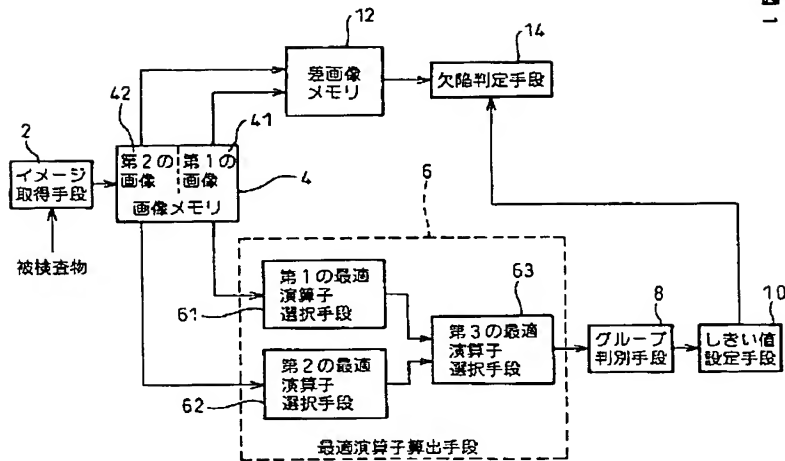 図1
12
差画像
メモリ
14
欠陥判定手段
42
41
2
イメージ
取得手段
第2の
画像
第1の
画像
画像メモリ
4
被検査物
6
第1の最適
演算子
選択手段
61
第2の最適
演算子
選択手段
62
63
第3の最適
演算子
選択手段
8
グループ
判別手段
10
しきい値
設定手段
最適演算子算出手段